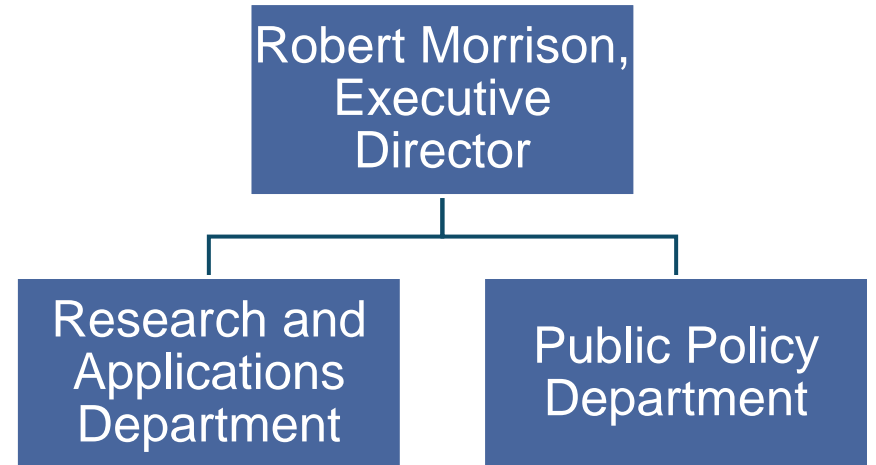 Robert Morrison,
Executive
Director
Research and
Applications
Department
Public Policy
Department